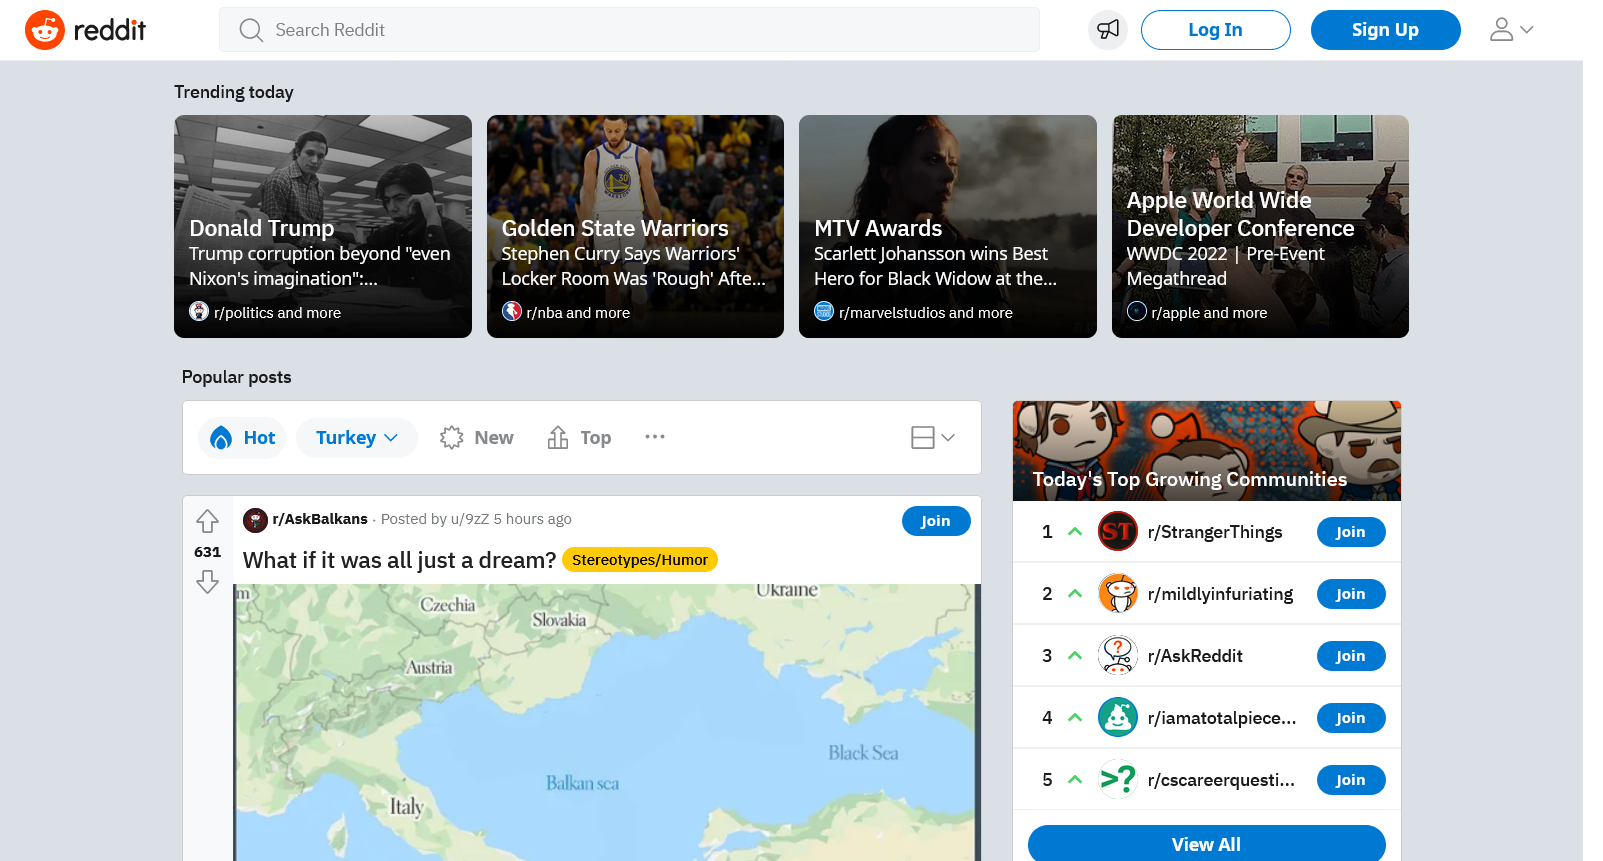 reddit
Search Reddit
Log In
Sign Up
Trending today
Donald Trump
Trump corruption beyond "even
Nixon's imagination":...
r/politics and more
Golden State Warriors
Stephen Curry Says Warriors'
Locker Room Was 'Rough' Afte...
r/nba and more
MTV Awards
Scarlett Johansson wins Best
Hero for Black Widow at the...
r/marvelstudios and more
Apple World Wide
Developer Conference
WWDC 2022 | Pre-Event
Megathread
r/apple and more
Popular posts
Hot
Turkey
New
Top
631
r/AskBalkans · Posted by u/9zZ 5 hours ago
Join
What if it was all just a dream? Stereotypes/Humor
m
Czechia
Ukraine
Slovakia
Austria
Black Sea
Balkan sea
Italy
Today's Top Growing Communities
1 ST r/StrangerThings Join
2 r/mildlyinfuriating Join
3 ? r/AskReddit Join
4 r/iamatotalpiece... Join
5 >? r/cscareerquesti... Join
View All